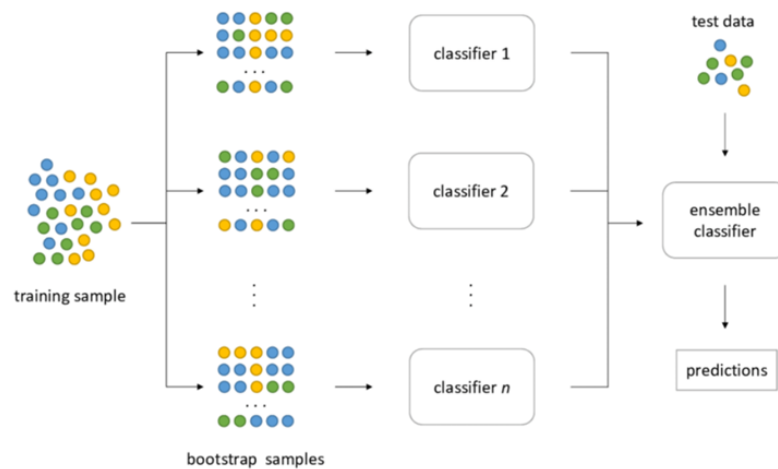 test data
classifier 1
classifier 2
ensemble
classifier
training sample
classifier n
predictions
bootstrap samples